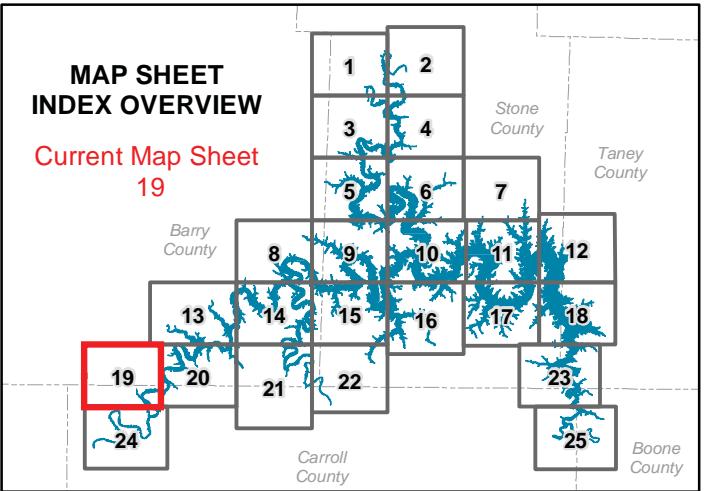 MAP SHEET
INDEX OVERVIEW
Current Map Sheet
19
1
2
3
4
Stone
County
Taney
County
5
6
7
Barry
County
8
9
10
11
12
13
14
15
16
17
18
19
20
21
22
23
24
25
Carroll
County
Boone
County